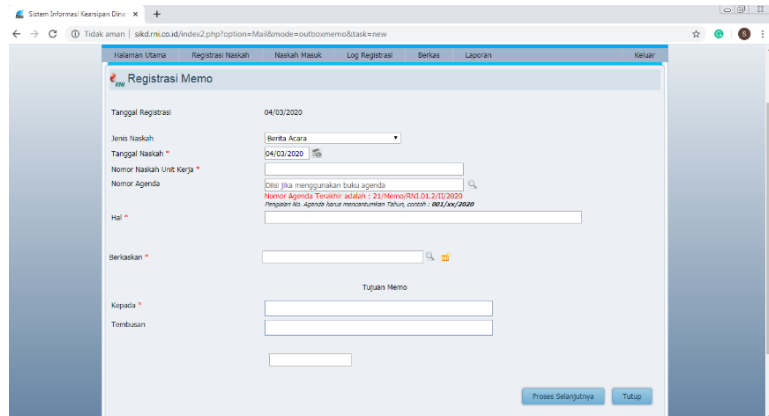 Sistem Informasi Kearsipan Dina
Tidak aman | sikd.rni.co.id/index2.php?option=Mail&mode=outboxmemo&task=new
S
Halaman Utama Registrasi Naskah Naskah Masuk Log Registrasi Berkas Laporan Keluar
RNI Registrasi Memo
Tanggal Registrasi 04/03/2020
Jenis Naskah Berita Acara
Tanggal Naskah * 04/03/2020
Nomor Naskah Unit Kerja *
Nomor Agenda Diisi jika menggunakan buku agenda
Nomor Agenda Terakhir adalah : 21/Memo/RNI.01.2/II/2020
Pengisian No. Agenda harus mencantumkan Tahun, contoh : 001/xx/2020
Hal *
Berkaskan *
Tujuan Memo
Kepada *
Tembusan
Proses Selanjutnya Tutup